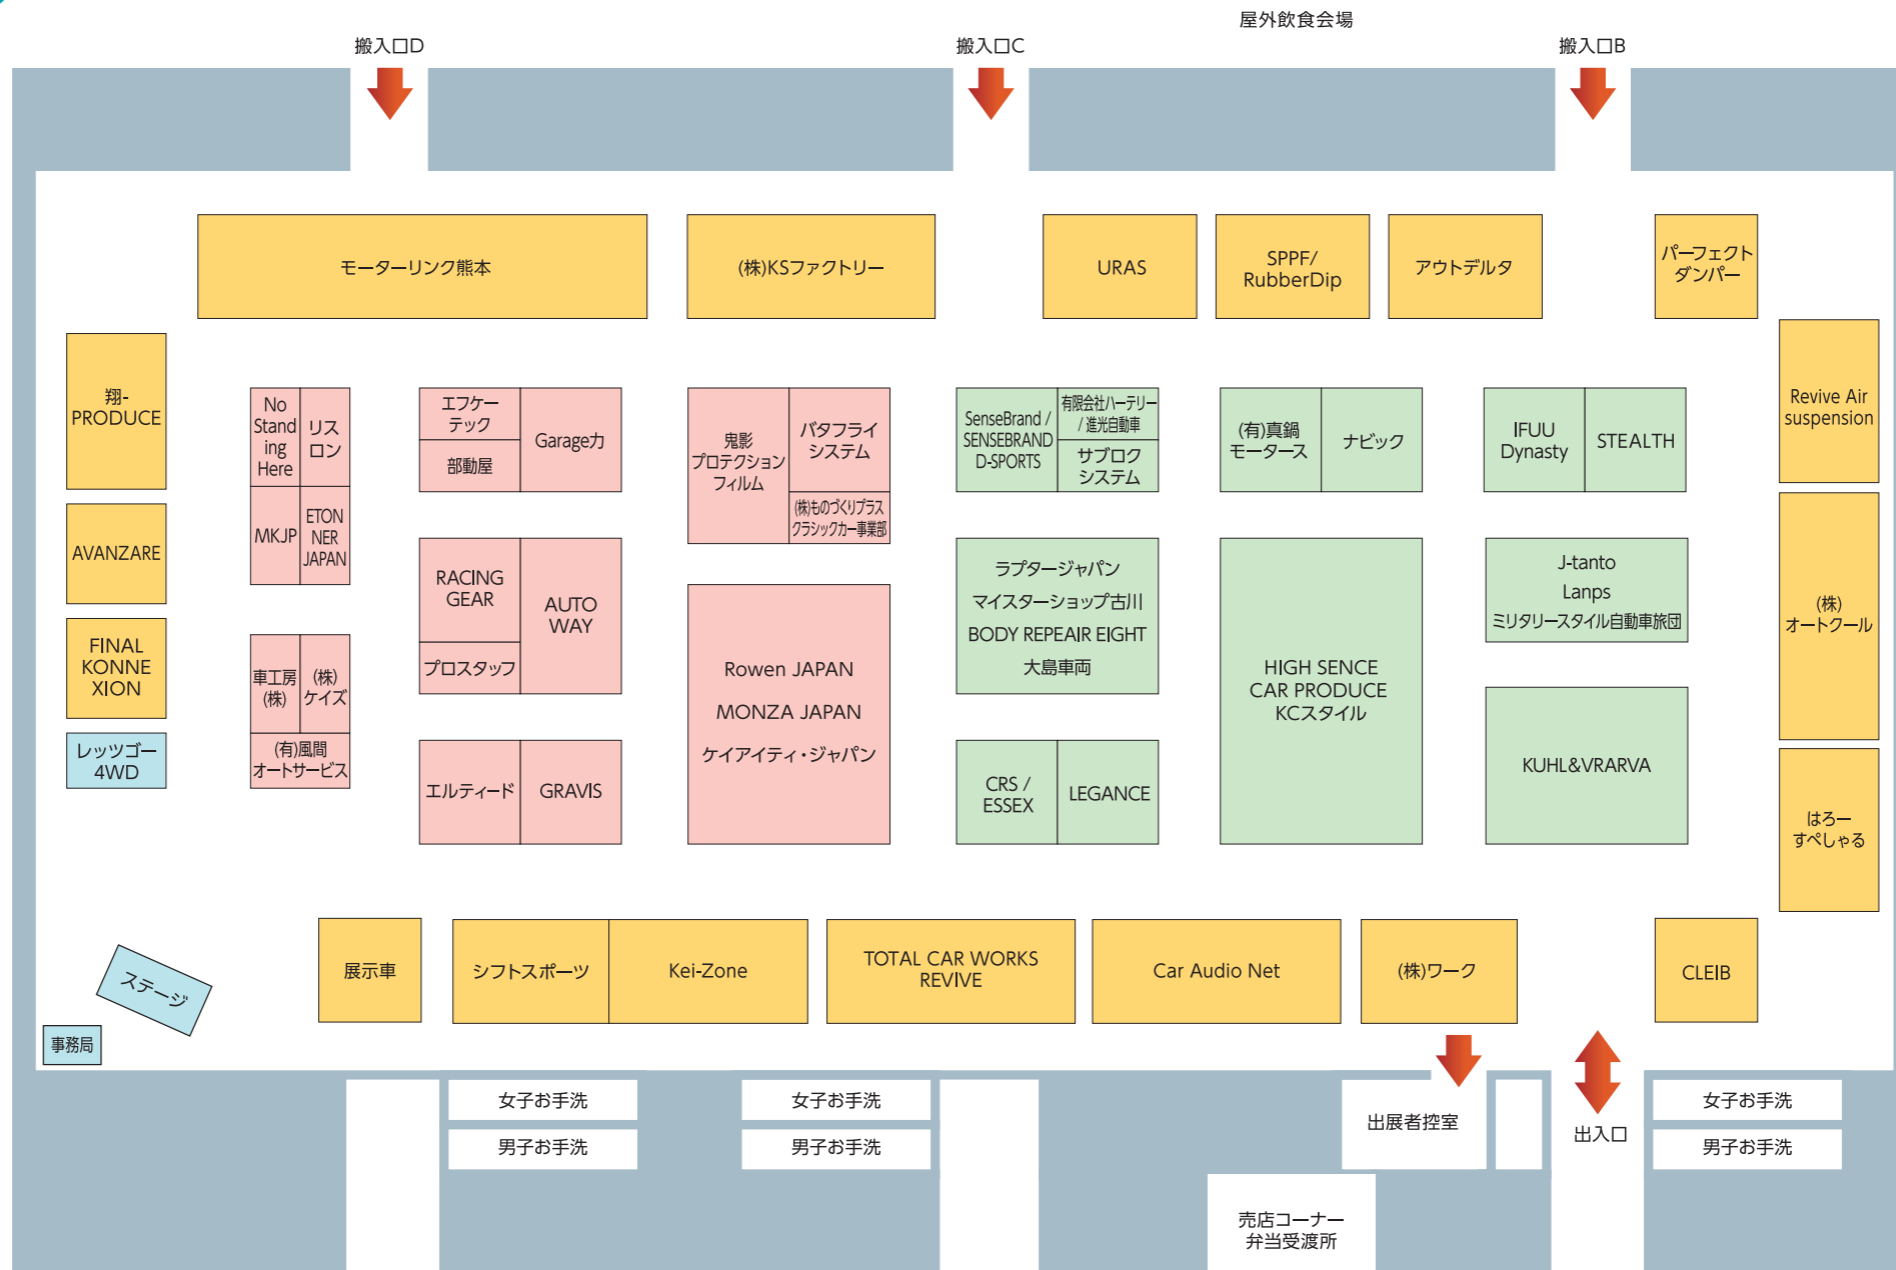 屋外飲食会場
搬入口D
搬入口C
搬入口B
モーターリンク熊本
(株)KSファクトリー
URAS
SPPF/
RubberDip
アウトデルタ
パーフェクト
ダンパー
翔-
PRODUCE
AVANZARE
FINAL
KONNE
XION
レッツゴー
4WD
No
Stand
ing
Here
リス
ロン
MKJP
ETON
NER
JAPAN
車工房
(株)
(株)
ケイズ
(有)風間
オートサービス
エフケー
テック
部動屋
Garage力
RACING
GEAR
プロスタッフ
AUTO
WAY
エルティード
GRAVIS
鬼影
プロテクション
フィルム
バタフライ
システム
(株)ものづくりプラス
クラシックカー事業部
Rowen JAPAN
MONZA JAPAN
ケイアイティ・ジャパン
SenseBrand /
SENSEBRAND
D-SPORTS
有限会社ハーテリー
/ 進光自動車
サブロク
システム
ラプタージャパン
マイスターショップ古川
BODY REPEAIR EIGHT
大島車両
CRS /
ESSEX
LEGANCE
(有)真鍋
モータース
ナビック
HIGH SENCE
CAR PRODUCE
KCスタイル
IFUU
Dynasty
STEALTH
J-tanto
Lanps
ミリタリースタイル自動車旅団
KUHL&VRARVA
Revive Air
suspension
(株)
オートクール
はろー
すぺしゃる
ステージ
事務局
展示車
シフトスポーツ
Kei-Zone
TOTAL CAR WORKS
REVIVE
Car Audio Net
(株)ワーク
CLEIB
女子お手洗
男子お手洗
女子お手洗
男子お手洗
出展者控室
出入口
女子お手洗
男子お手洗
売店コーナー
弁当受渡所